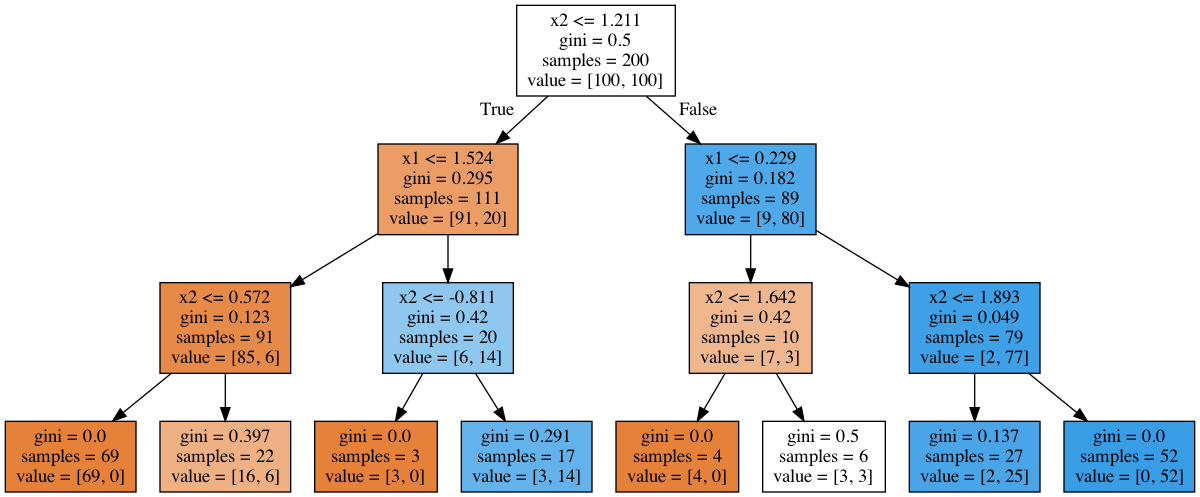 x2 <= 1.211
gini = 0.5
samples = 200
value = [100, 100]
True
False
x1 <= 1.524
gini = 0.295
samples = 111
value = [91, 20]
x1 <= 0.229
gini = 0.182
samples = 89
value = [9, 80]
x2 <= 0.572
gini = 0.123
samples = 91
value = [85, 6]
x2 <= -0.811
gini = 0.42
samples = 20
value = [6, 14]
x2 <= 1.642
gini = 0.42
samples = 10
value = [7, 3]
x2 <= 1.893
gini = 0.049
samples = 79
value = [2, 77]
gini = 0.0
samples = 69
value = [69, 0]
gini = 0.397
samples = 22
value = [16, 6]
gini = 0.0
samples = 3
value = [3, 0]
gini = 0.291
samples = 17
value = [3, 14]
gini = 0.0
samples = 4
value = [4, 0]
gini = 0.5
samples = 6
value = [3, 3]
gini = 0.137
samples = 27
value = [2, 25]
gini = 0.0
samples = 52
value = [0, 52]